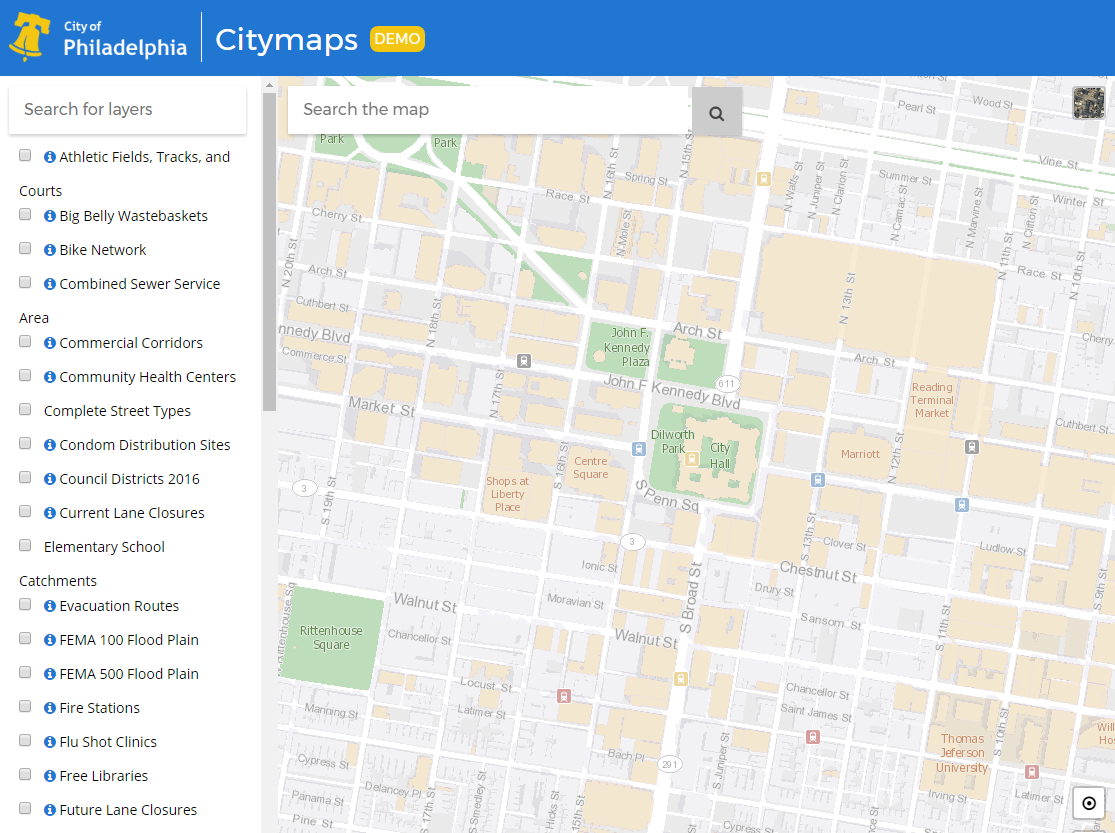 City of
Philadelphia
Citymaps
DEMO
Search for layers
Athletic Fields, Tracks, and
Courts
Big Belly Wastebaskets
Bike Network
Combined Sewer Service
Area
Commercial Corridors
Community Health Centers
Complete Street Types
Condom Distribution Sites
Council Districts 2016
Current Lane Closures
Elementary School
Catchments
Evacuation Routes
FEMA 100 Flood Plain
FEMA 500 Flood Plain
Fire Stations
Flu Shot Clinics
Free Libraries
Future Lane Closures
Search the map
Wood St
Pearl St
Park
Park
N 15th St
N 16th St
Vine St
Spring St
Summer St
N Watts St
N Juniper St
N Clarion St
Race St
Winter St
N Camac St
N Marvine St
N Clifton St
Cherry St
N Mole St
N 20th St
N 11th St
N 10th St
Arch St
Race St
N 13th St
Cuthbert St
N 18th St
nnedy Blvd
John F.
Kennedy
Plaza
Arch St
Cherry
Commerce St
Arch St
611
John F Kennedy Blvd
N 17th St
Reading
Terminal
Market
Market St
Cuthbert St
Dilworth
Park
City
Hall
N 12th St
Marriott
Centre
Square
S 16th St
Shops at
Liberty
Place
3
S 19th St
S Penn Sq
S 13th St
3
Clover St
Ludlow St
Ionic St
Chestnut St
S 9th St
Drury St
Walnut St
Moravian St
S Broad St
Sansom St
S 11th St
Rittenhouse
Square
Chancellor St
Walnut St
Locust St
Chancellor St
Manning St
Latimer St
Saint James St
S 10th St
Thomas
Jeferson
University
Cypress St
Bach Pl
291
S Juniper St
Delancey Pl
Panama St
S 17th St
S Smedley St
S Hicks St
S 15th St
Irving St
Latimer St
Pine St
Cypress St